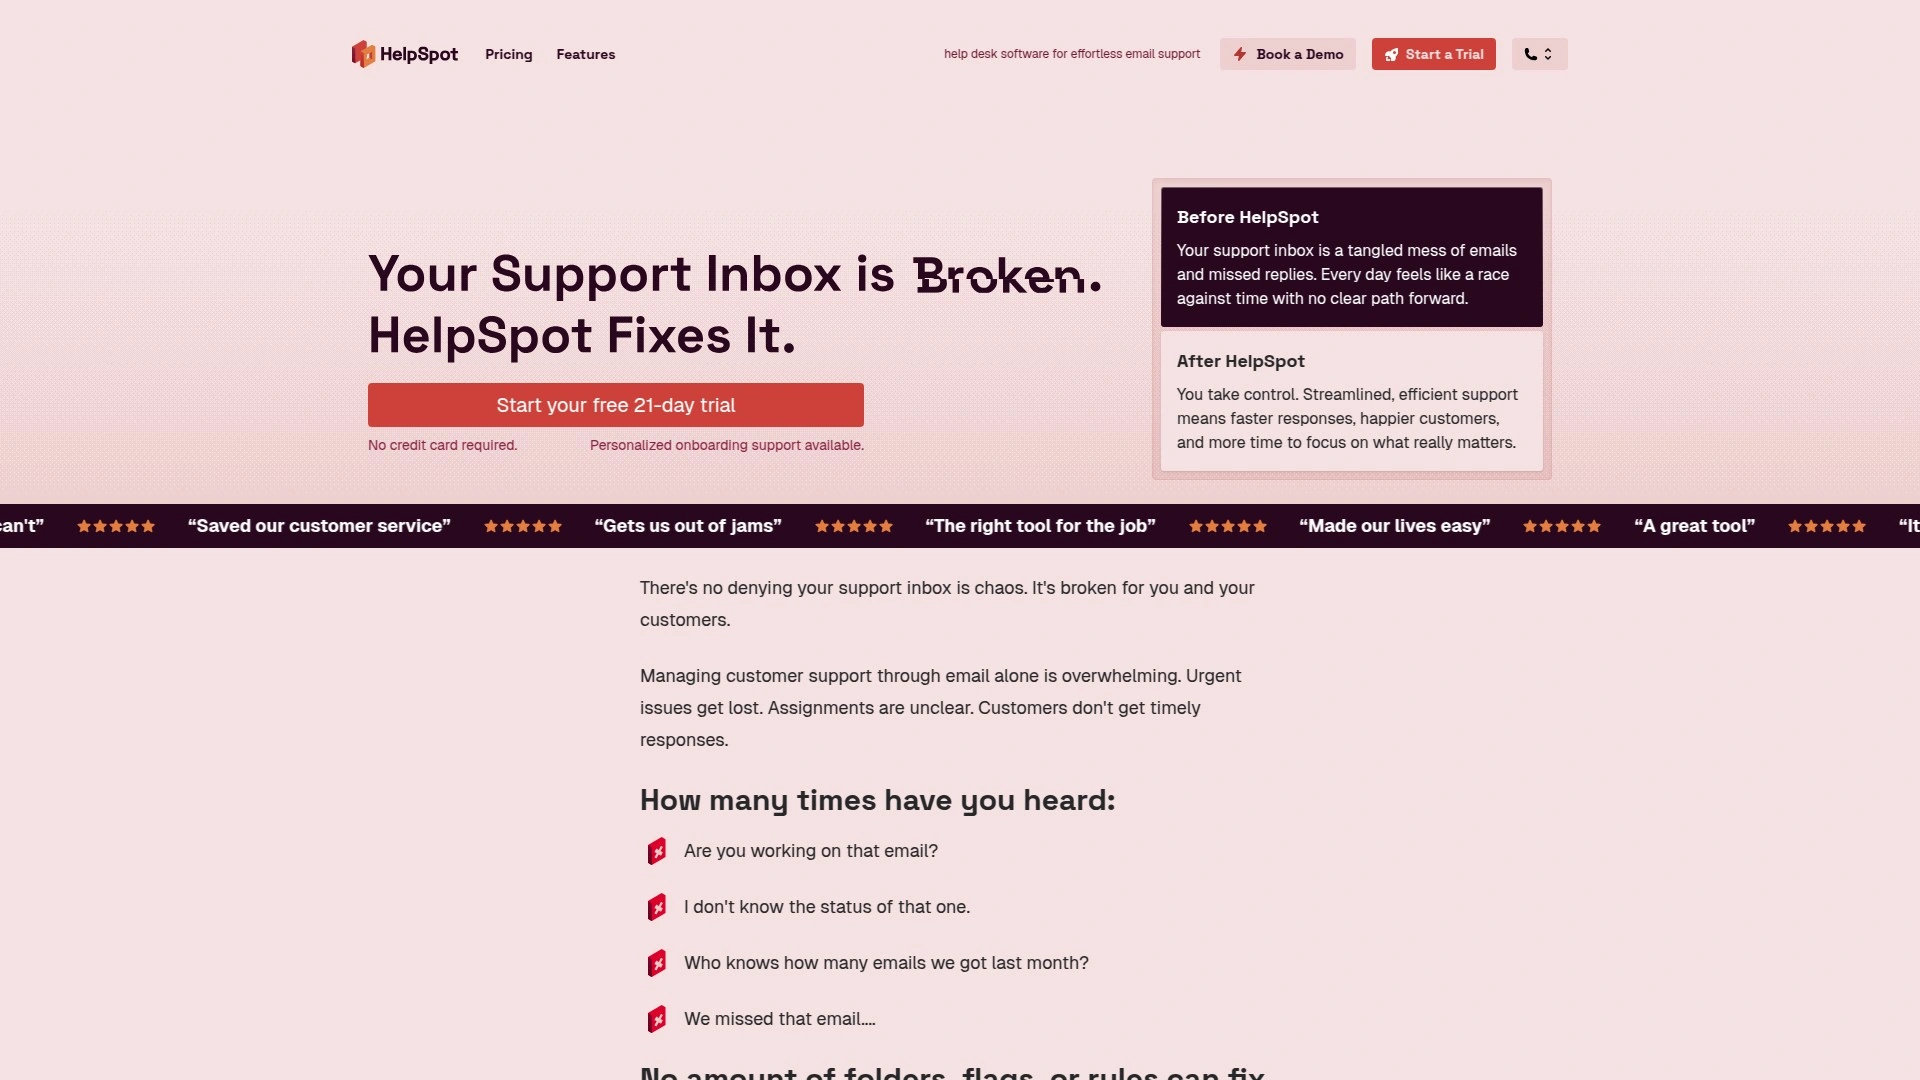 HelpSpot
Pricing
Features
help desk software for effortless email support
Book a Demo
Start a Trial
Your Support Inbox is Broken.
HelpSpot Fixes It.
Start your free 21-day trial
No credit card required.
Personalized onboarding support available.
Before HelpSpot
Your support inbox is a tangled mess of emails
and missed replies. Every day feels like a race
against time with no clear path forward.
After HelpSpot
You take control. Streamlined, efficient support
means faster responses, happier customers,
and more time to focus on what really matters.
can't” “Saved our customer service” “Gets us out of jams” “The right tool for the job” “Made our lives easy” “A great tool” “It
There's no denying your support inbox is chaos. It's broken for you and your
customers.
Managing customer support through email alone is overwhelming. Urgent
issues get lost. Assignments are unclear. Customers don't get timely
responses.
How many times have you heard:
Are you working on that email?
I don't know the status of that one.
Who knows how many emails we got last month?
We missed that email....
No amount of folders, flags, or rules can fix